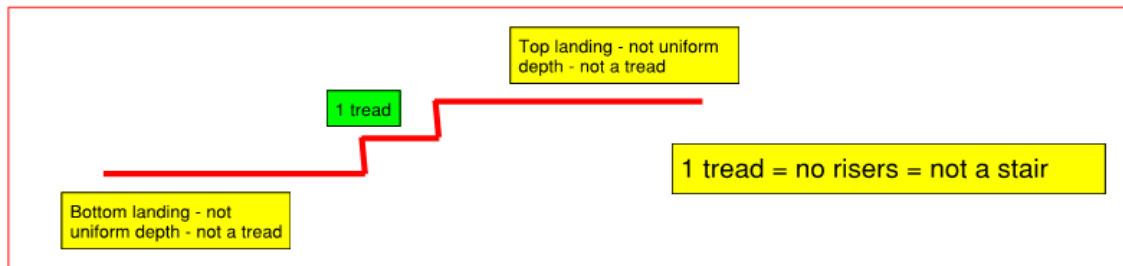 Top landing - not uniform
depth - not a tread
1 tread
1 tread = no risers = not a stair
Bottom landing - not
uniform depth - not a tread